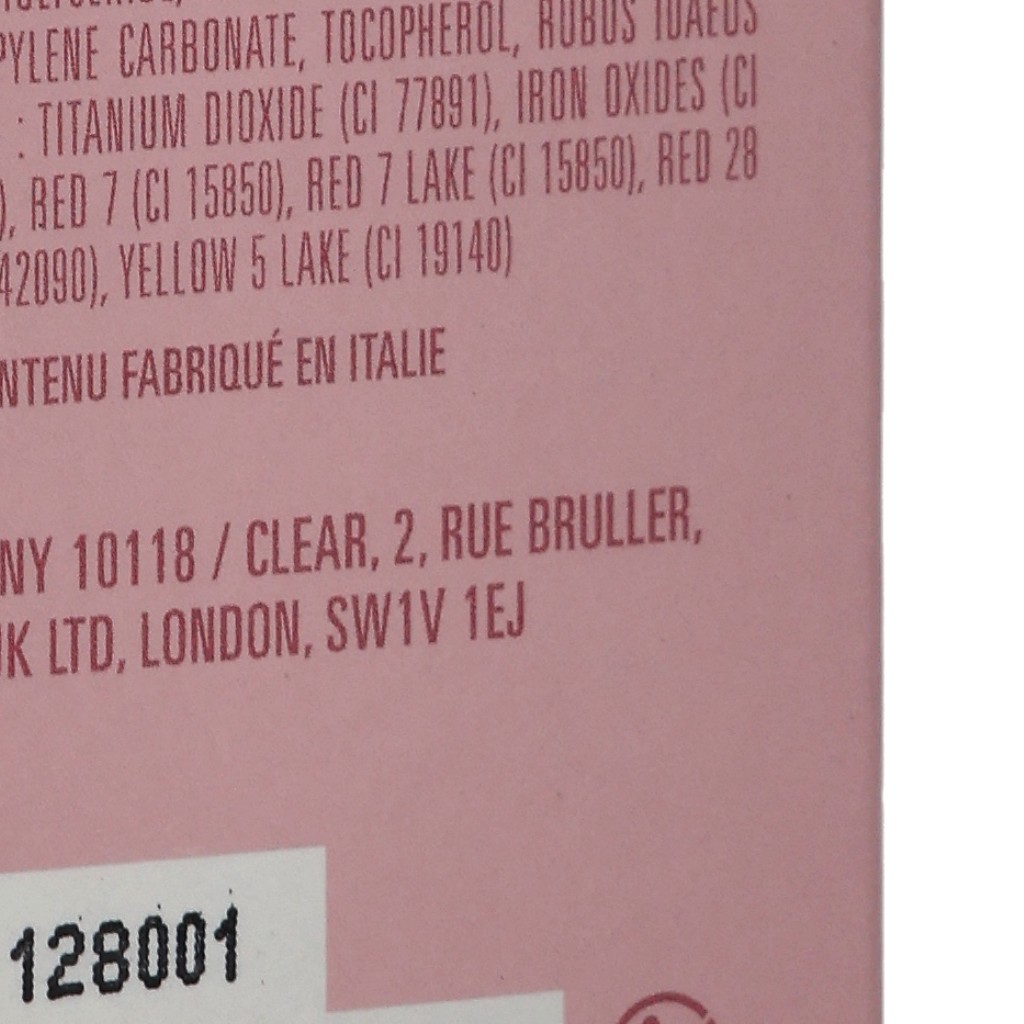 CARBONATE, TOCOPHEROL, RUBUS IDAEUS
: TITANIUM DIOXIDE (CI 77891), IRON OXIDES (CI
), RED 7 (CI 15850), RED 7 LAKE (CI 15850), RED 28
42090), YELLOW 5 LAKE (CI 19140)
NTENU FABRIQUÉ EN ITALIE
NY 10118 / CLEAR, 2, RUE BRULLER,
UK LTD, LONDON, SW1V 1EJ
128001